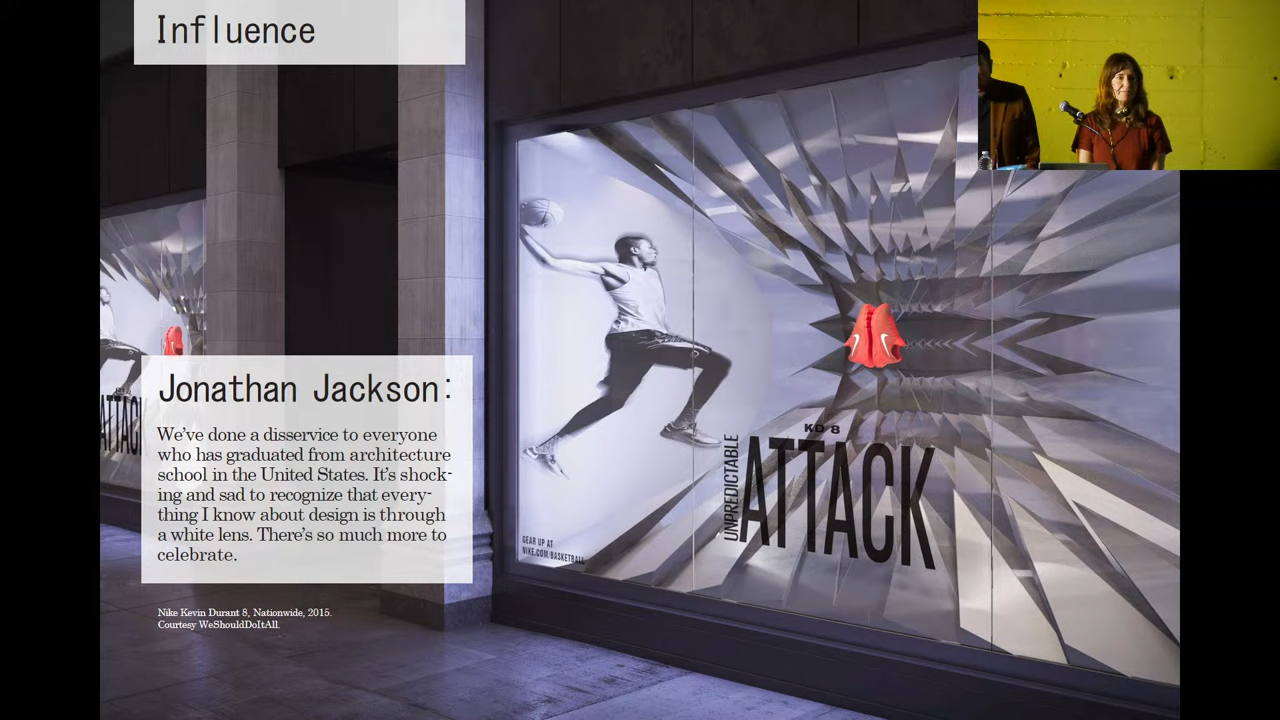 Influence
Jonathan Jackson:
We've done a disservice to everyone
who has graduated from architecture
school in the United States. It's shock-
ing and sad to recognize that every-
thing I know about design is through
a white lens. There's so much more to
celebrate.
Nike Kevin Durant 8, Nationwide, 2015.
Courtesy WeShouldDoItAll.
ATTACK
KD 8
UNPREDICTABLE
ATTACK
GEAR UP AT
NIKE.COM/BASKETBALL